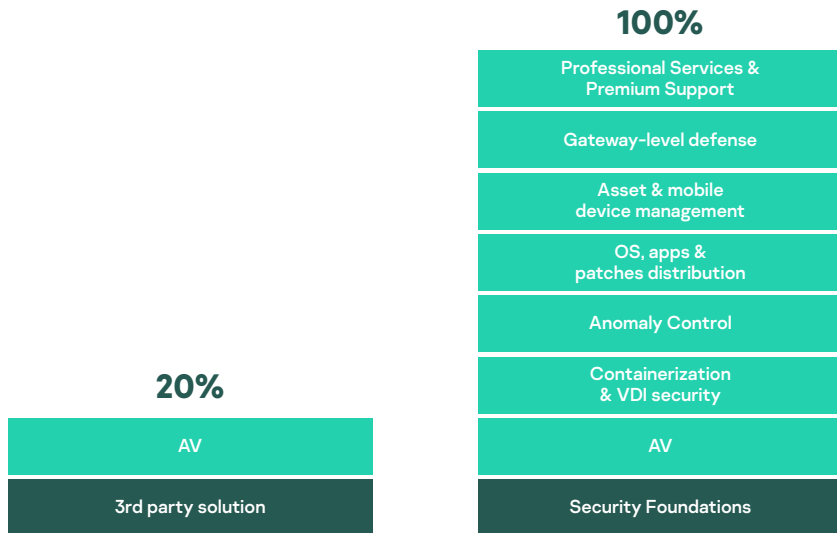 20%
AV
3rd party solution
100%
Professional Services &
Premium Support
Gateway-level defense
Asset & mobile
device management
OS, apps &
patches distribution
Anomaly Control
Containerization
& VDI security
AV
Security Foundations